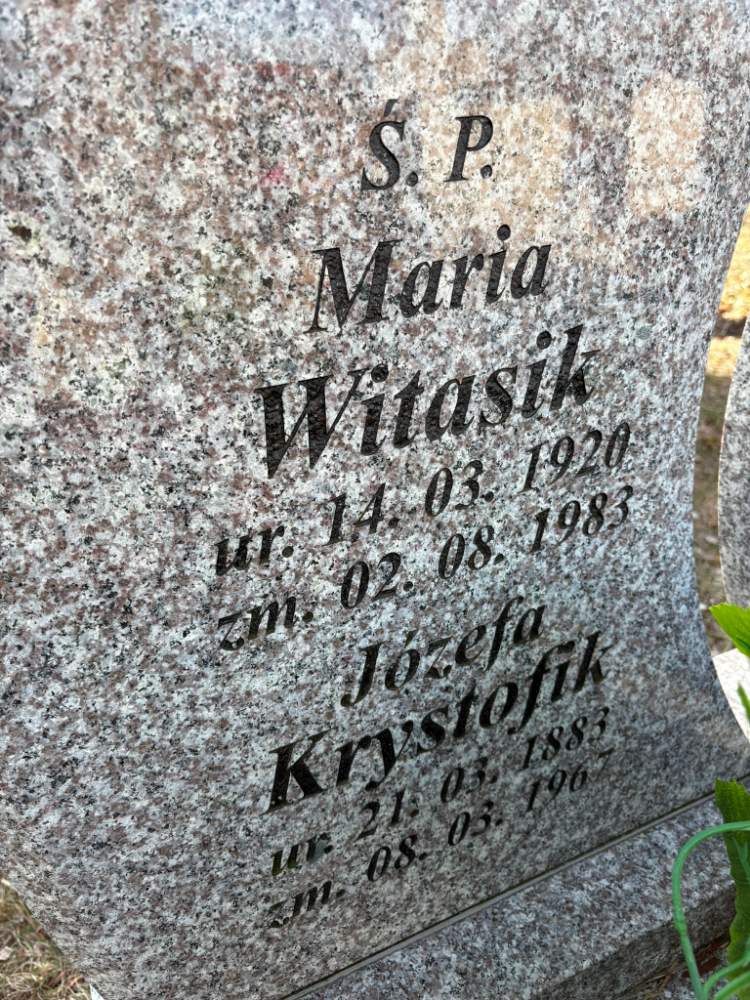 Ś. P.
Maria
Witasik
ur. 14. 03. 1920
zm. 02. 08. 1983
Józefa
Krystofik
ur. 21. 03. 1883
zm. 08. 03. 1967